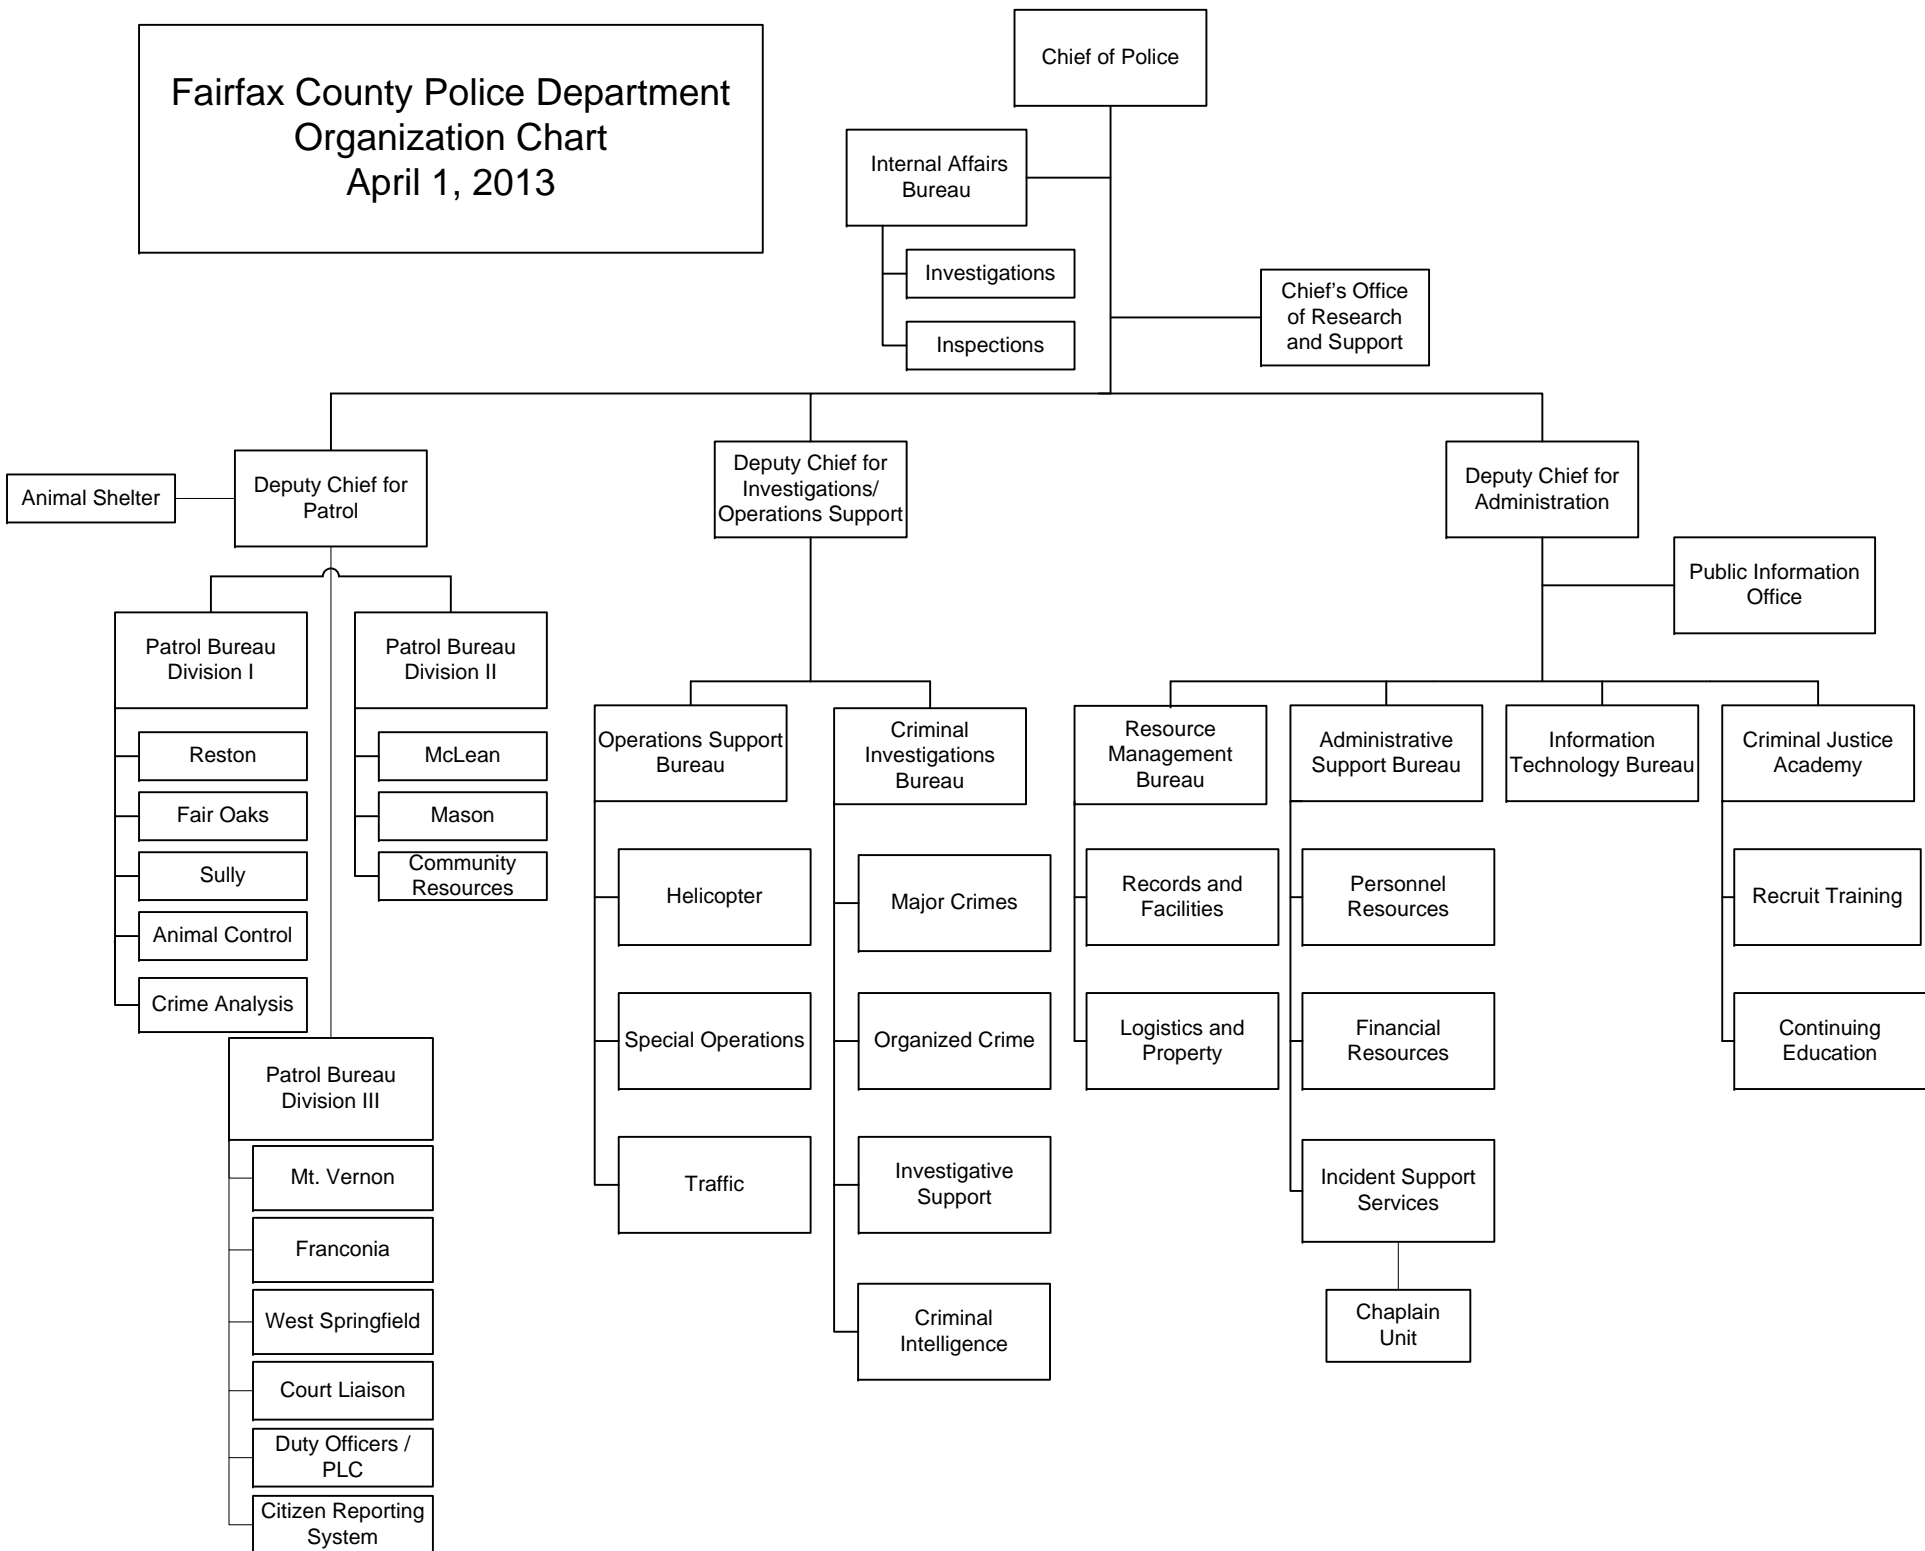 Fairfax County Police Department
Organization Chart
April 1, 2013
Chief of Police
Internal Affairs
Bureau
Investigations
Inspections
Chief's Office
of Research
and Support
Animal Shelter
Deputy Chief for
Patrol
Deputy Chief for
Investigations/
Operations Support
Deputy Chief for
Administration
Public Information
Office
Patrol Bureau
Division I
Reston
Fair Oaks
Sully
Animal Control
Crime Analysis
Patrol Bureau
Division II
McLean
Mason
Community
Resources
Patrol Bureau
Division III
Mt. Vernon
Franconia
West Springfield
Court Liaison
Duty Officers /
PLC
Citizen Reporting
System
Operations Support
Bureau
Helicopter
Special Operations
Traffic
Criminal
Investigations
Bureau
Major Crimes
Organized Crime
Investigative
Support
Criminal
Intelligence
Resource
Management
Bureau
Records and
Facilities
Logistics and
Property
Administrative
Support Bureau
Personnel
Resources
Financial
Resources
Incident Support
Services
Chaplain
Unit
Information
Technology Bureau
Criminal Justice
Academy
Recruit Training
Continuing
Education